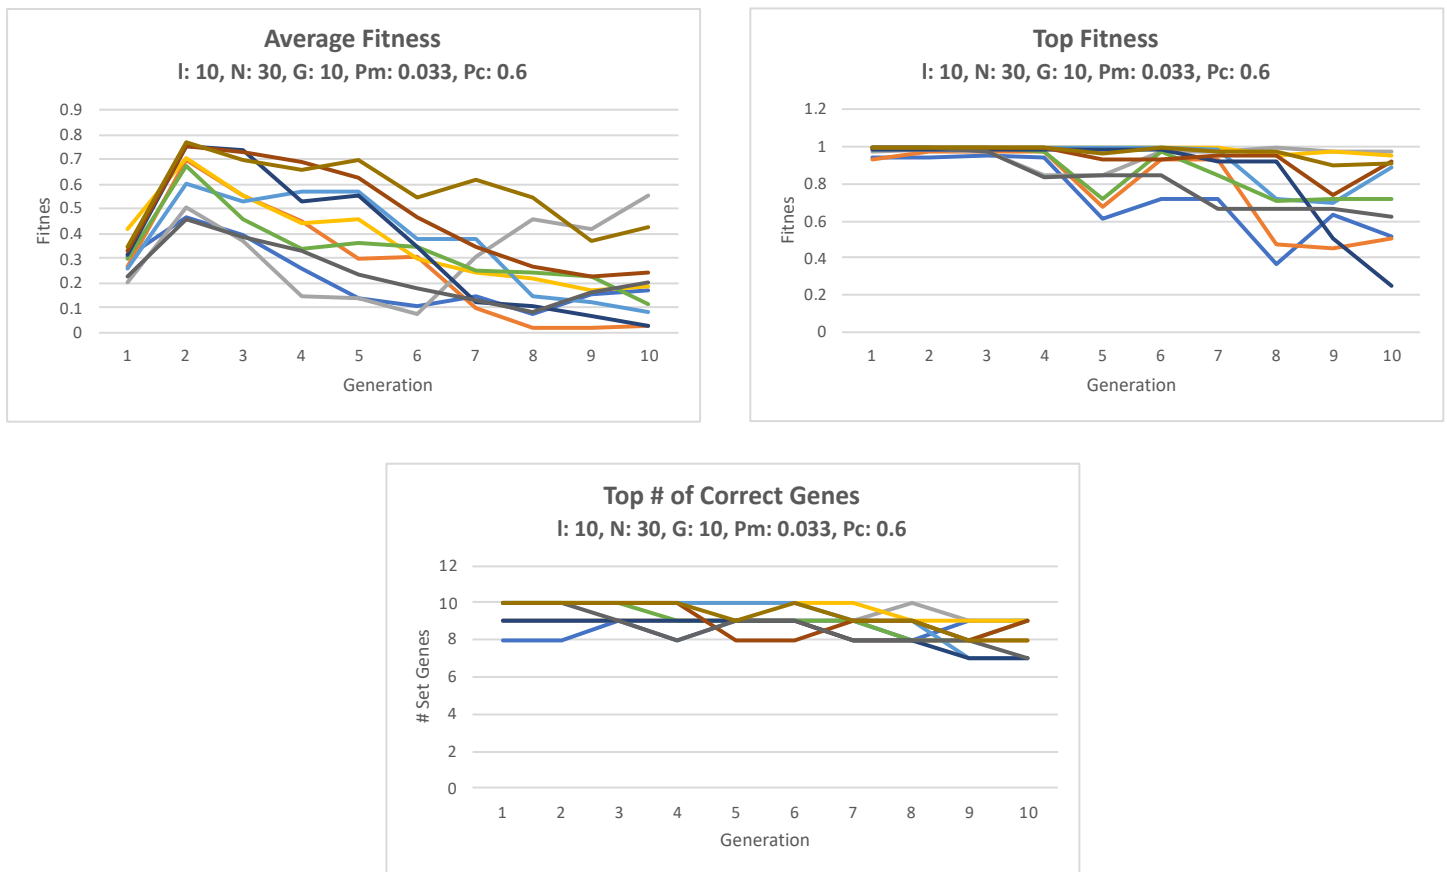 Average Fitness
l: 10, N: 30, G: 10, Pm: 0.033, Pc: 0.6
Fitnes
0.9
0.8
0.7
0.6
0.5
0.4
0.3
0.2
0.1
0
1 2 3 4 5 6 7 8 9 10
Generation
Top Fitness
l: 10, N: 30, G: 10, Pm: 0.033, Pc: 0.6
Fitnes
1.2
1
0.8
0.6
0.4
0.2
0
1 2 3 4 5 6 7 8 9 10
Generation
Top # of Correct Genes
l: 10, N: 30, G: 10, Pm: 0.033, Pc: 0.6
# Set Genes
12
10
8
6
4
2
0
1 2 3 4 5 6 7 8 9 10
Generation